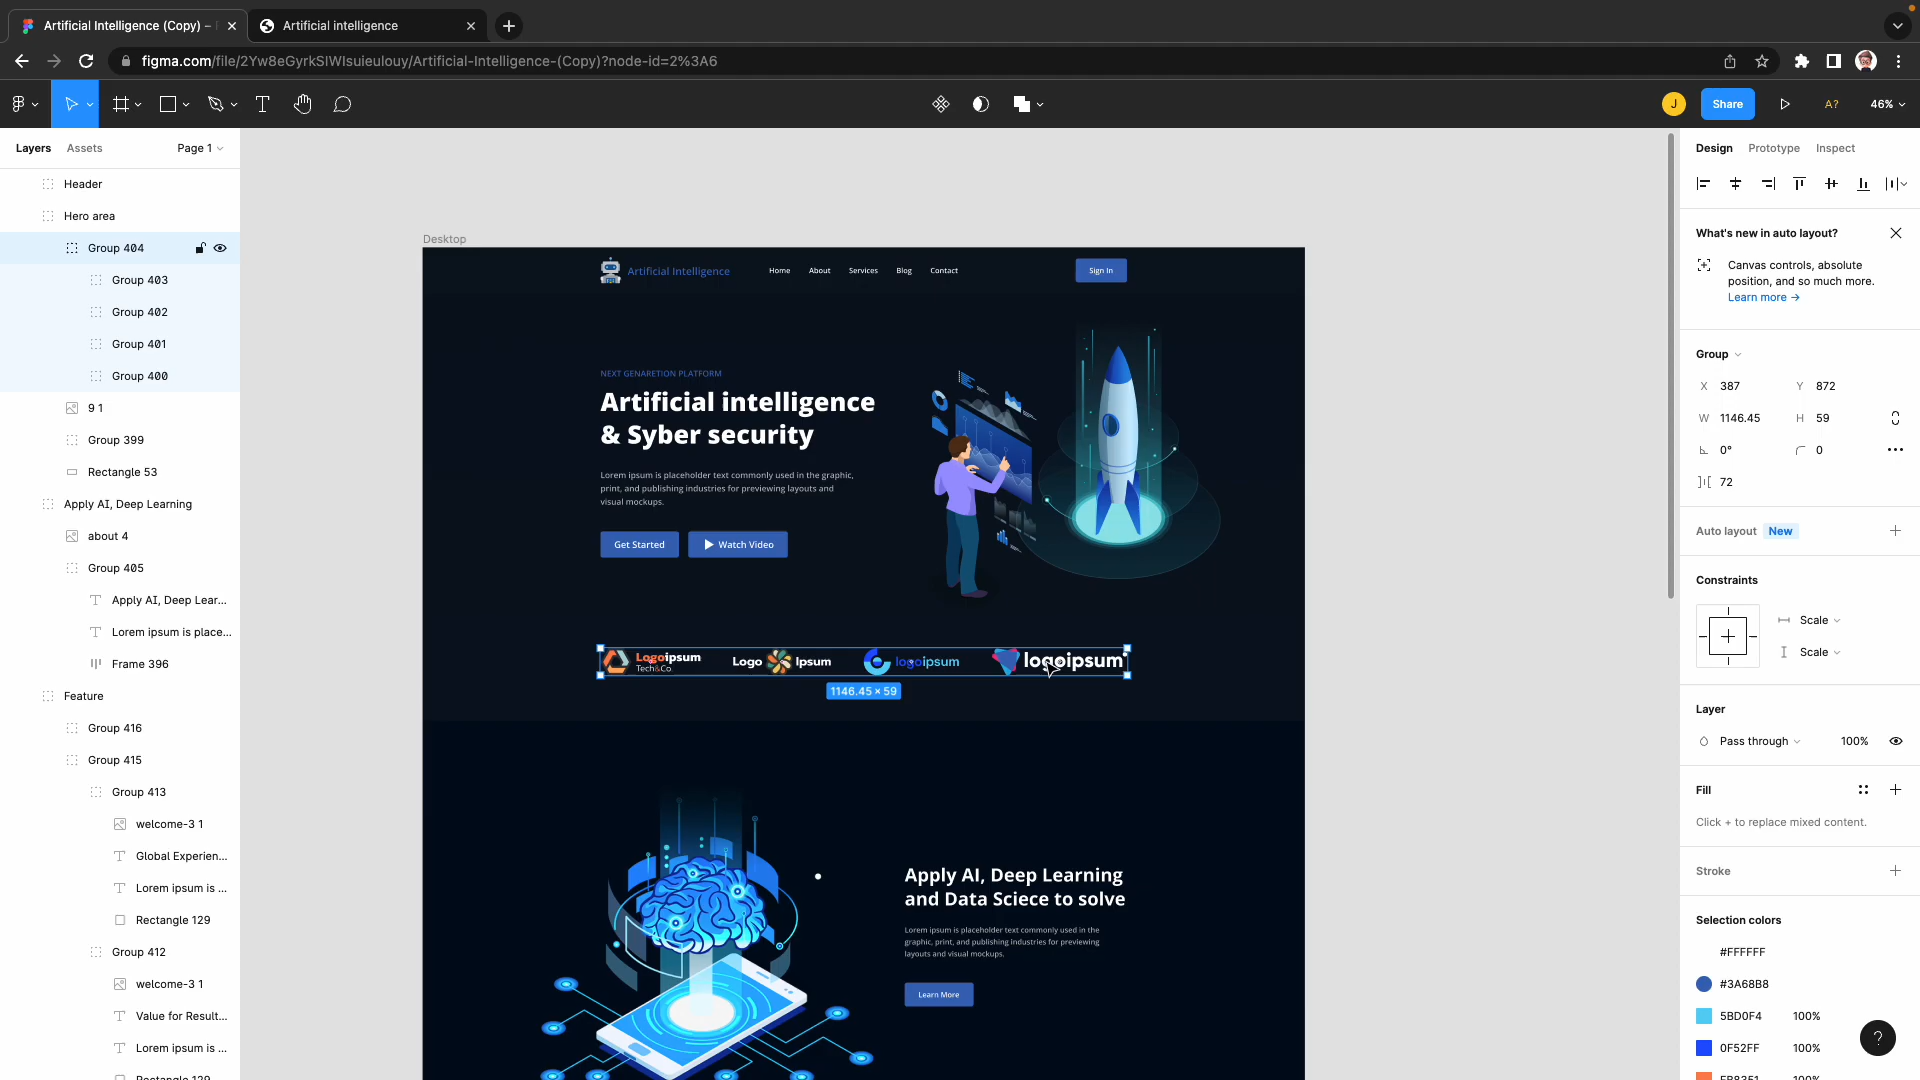 Artificial Intelligence (Copy) –
Artificial intelligence
figma.com/file/2Yw8eGyrkSlWIsuieulouy/Artificial-Intelligence-(Copy)?node-id=2%3A6
J
Share
A?
46%
Layers
Assets
Page 1
Header
Hero area
Group 404
Group 403
Group 402
Group 401
Group 400
9 1
Group 399
Rectangle 53
Apply AI, Deep Learning
about 4
Group 405
Apply AI, Deep Lear...
Lorem ipsum is place...
Frame 396
Feature
Group 416
Group 415
Group 413
welcome-3 1
Global Experien...
Lorem ipsum is ...
Rectangle 129
Group 412
welcome-3 1
Value for Result...
Lorem ipsum is ...
Rectangle 129
Desktop
Artificial Intelligence
Home
About
Services
Blog
Contact
Sign In
NEXT GENARETION PLATFORM
Artificial intelligence
& Syber security
Lorem ipsum is placeholder text commonly used in the graphic,
print, and publishing industries for previewing layouts and
visual mockups.
Get Started
Watch Video
Logoipsum
Tech&Co.
Logo Ipsum
logoipsum
logoipsum
1146.45 × 59
Apply AI, Deep Learning
and Data Sciece to solve
Lorem ipsum is placeholder text commonly used in the
graphic, print, and publishing industries for previewing
layouts and visual mockups.
Learn More
Design
Prototype
Inspect
What's new in auto layout?
Canvas controls, absolute
position, and so much more.
Learn more →
Group
X 387
Y 872
W 1146.45
H 59
0°
0
72
Auto layout New
Constraints
Scale
Scale
Layer
Pass through
100%
Fill
Click + to replace mixed content.
Stroke
Selection colors
#FFFFFF
#3A68B8
5BD0F4 100%
0F52FF 100%
?